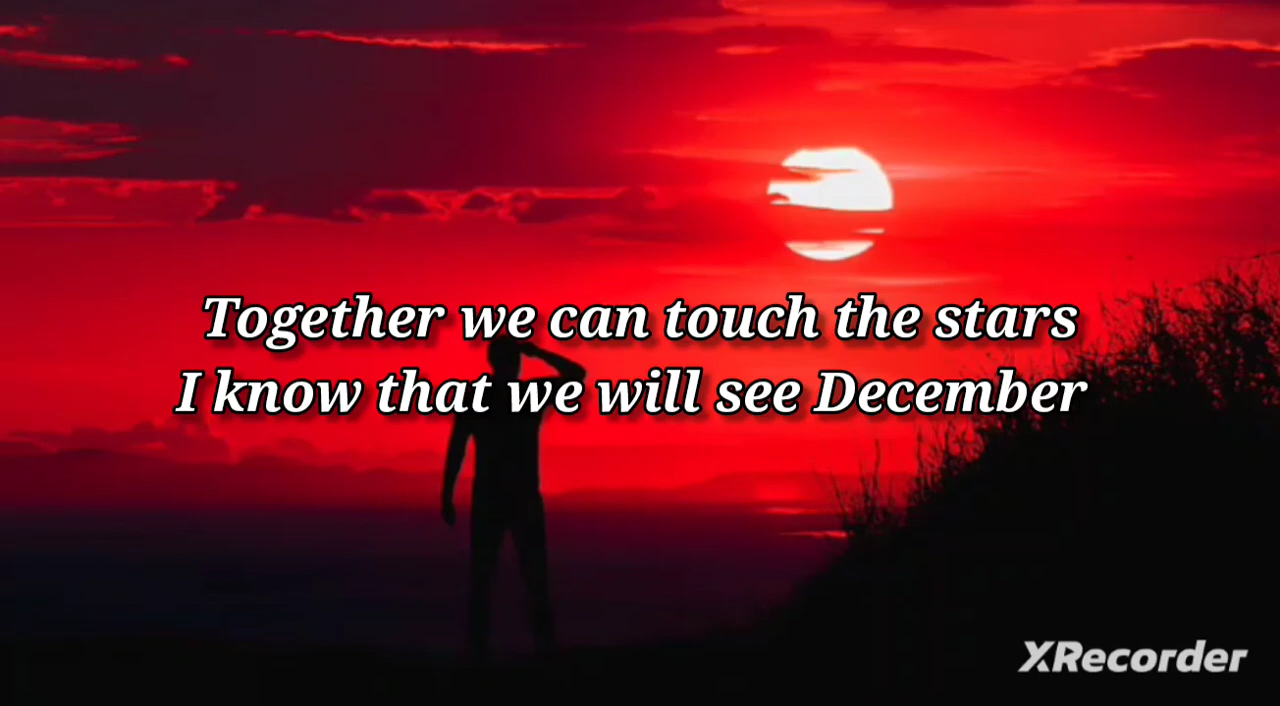 Together we can touch the stars
I know that we will see December
XRecorder